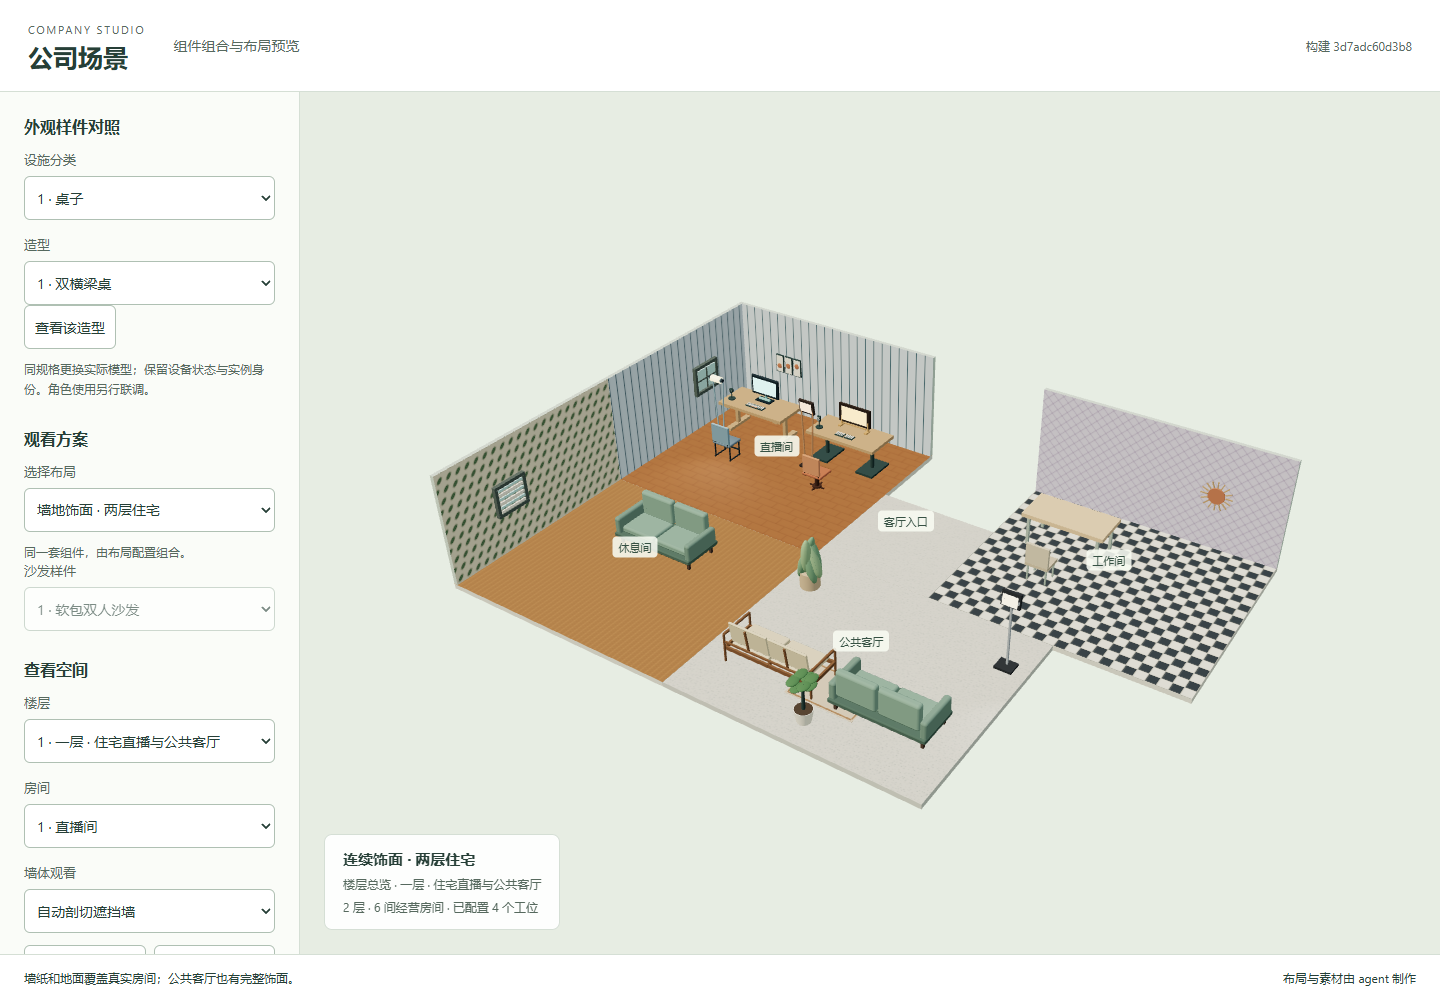 COMPANY STUDIO
公司场景
组件组合与布局预览
构建 3d7adc60d3b8
外观样件对照
设施分类
1 · 桌子
造型
1 · 双横梁桌
查看该造型
同规格更换实际模型；保留设备状态与实例身
份。角色使用另行联调。
观看方案
选择布局
墙地饰面 · 两层住宅
同一套组件，由布局配置组合。
沙发样件
1 · 软包双人沙发
查看空间
楼层
1 · 一层 · 住宅直播与公共客厅
房间
1 · 直播间
墙体观看
自动剖切遮挡墙
直播间
客厅入口
休息间
工作间
公共客厅
连续饰面 · 两层住宅
楼层总览 · 一层 · 住宅直播与公共客厅
2 层 · 6 间经营房间 · 已配置 4 个工位
墙纸和地面覆盖真实房间；公共客厅也有完整饰面。
布局与素材由 agent 制作